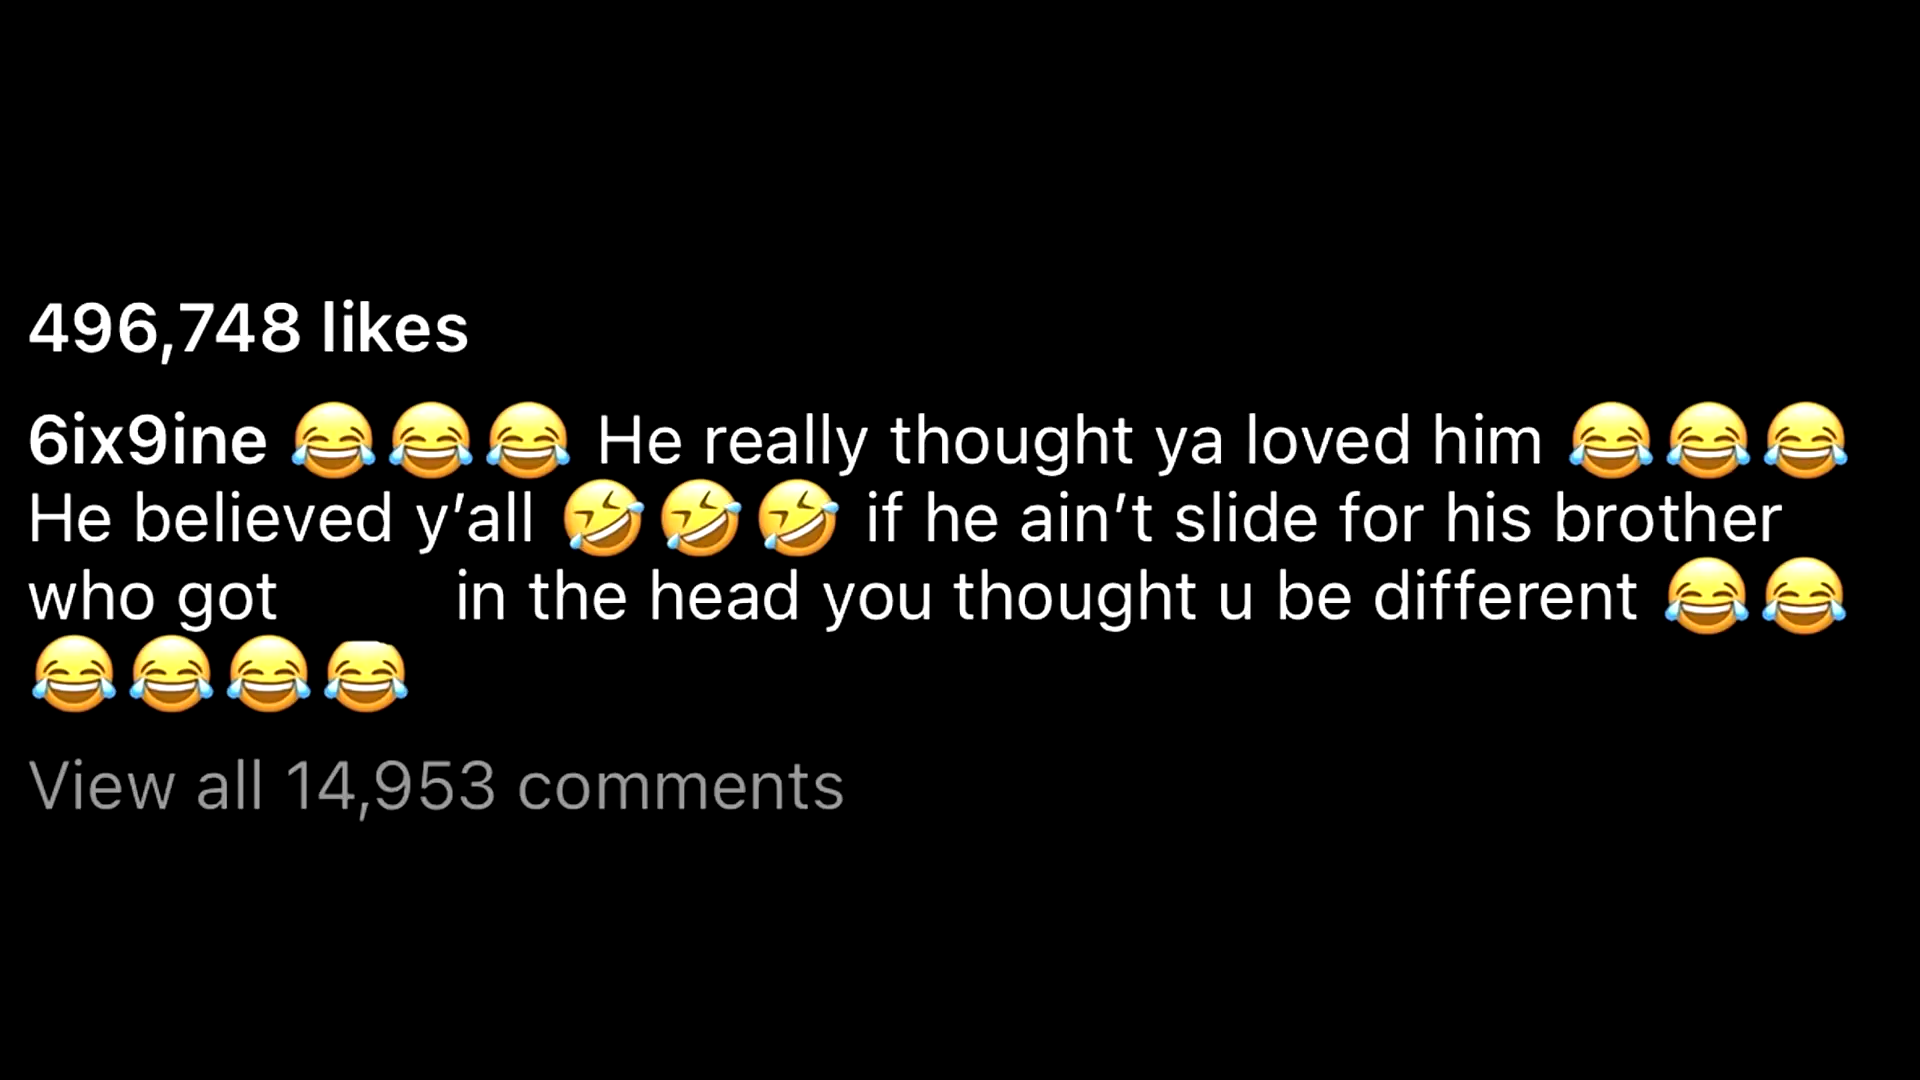 496,748 likes
6ix9ine 😂😂😂 He really thought ya loved him 😂😂😂
He believed y’all 🤣🤣🤣 if he ain’t slide for his brother
who got in the head you thought u be different 😂😂
😂😂😂😂
View all 14,953 comments